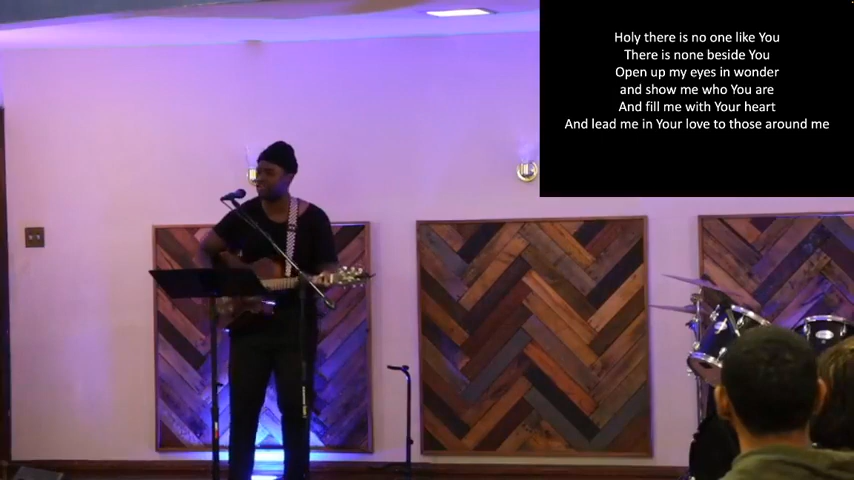 Holy there is no one like You
There is none beside You
Open up my eyes in wonder
and show me who You are
And fill me with Your heart
And lead me in Your love to those around me